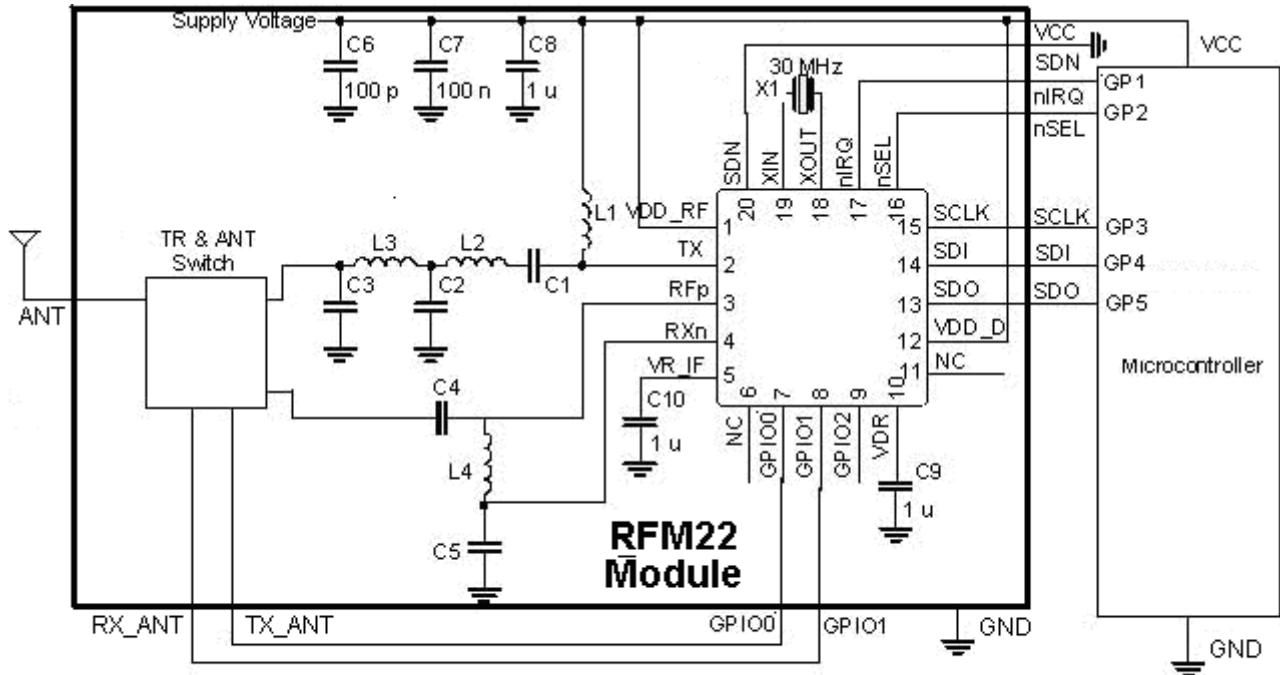 Supply Voltage
C6
100 p
C7
100 n
C8
1 u
30 MHz
X1
VCC
SDN
nIRQ
nSEL
VCC
GP1
GP2
SDN
XIN
XOUT
nIRQ
nSEL
20
19
18
17
16
L1
VDD_RF
1
TX
2
RFp
3
RXn
4
VR_IF
5
15
SCLK
SCLK
GP3
14
SDI
SDI
GP4
13
SDO
SDO
GP5
12
VDD_D
11
NC
Microcontroller
TR & ANT
Switch
L3
L2
C3
C2
C1
ANT
C4
L4
C5
C10
1 u
6
7
8
9
10
NC
GPIO0
GPIO1
GPIO2
VDR
C9
1 u
RFM22
Module
RX_ANT
TX_ANT
GPIO0
GPIO1
GND
GND